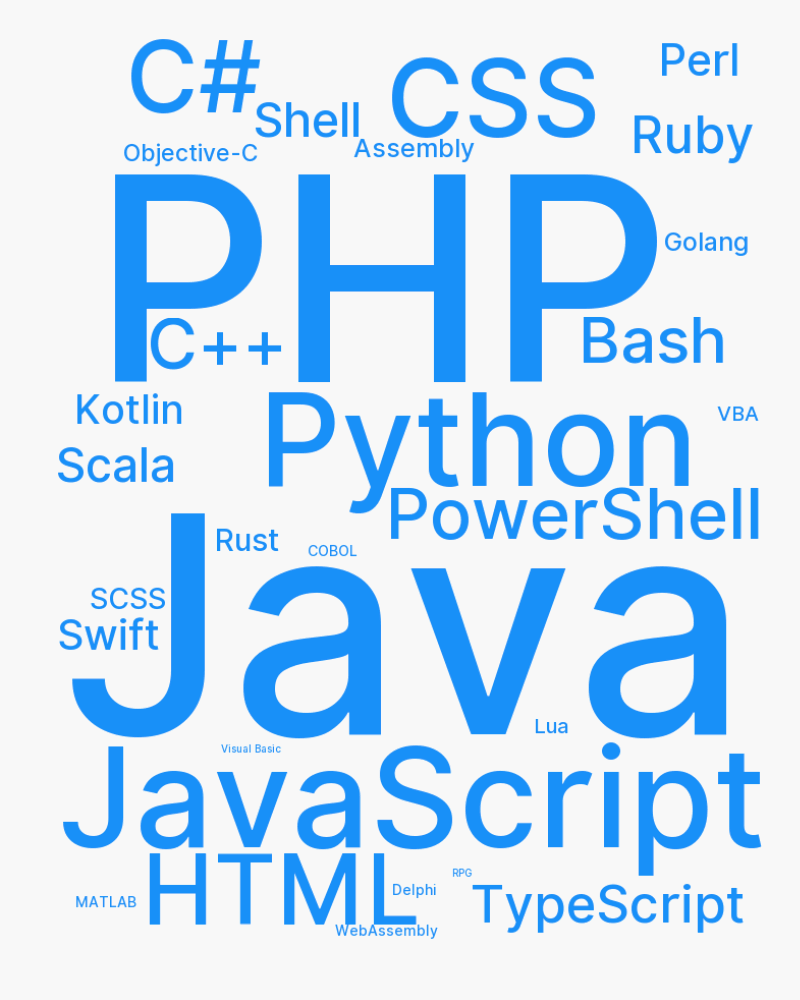 C#
CSS
Perl
Shell
Ruby
Objective-C
Assembly
PHP
Golang
C++
Bash
Kotlin
Python
VBA
Scala
PowerShell
Rust
COBOL
Java
SCSS
Swift
Lua
Visual Basic
JavaScript
HTML
RPG
Delphi
MATLAB
TypeScript
WebAssembly